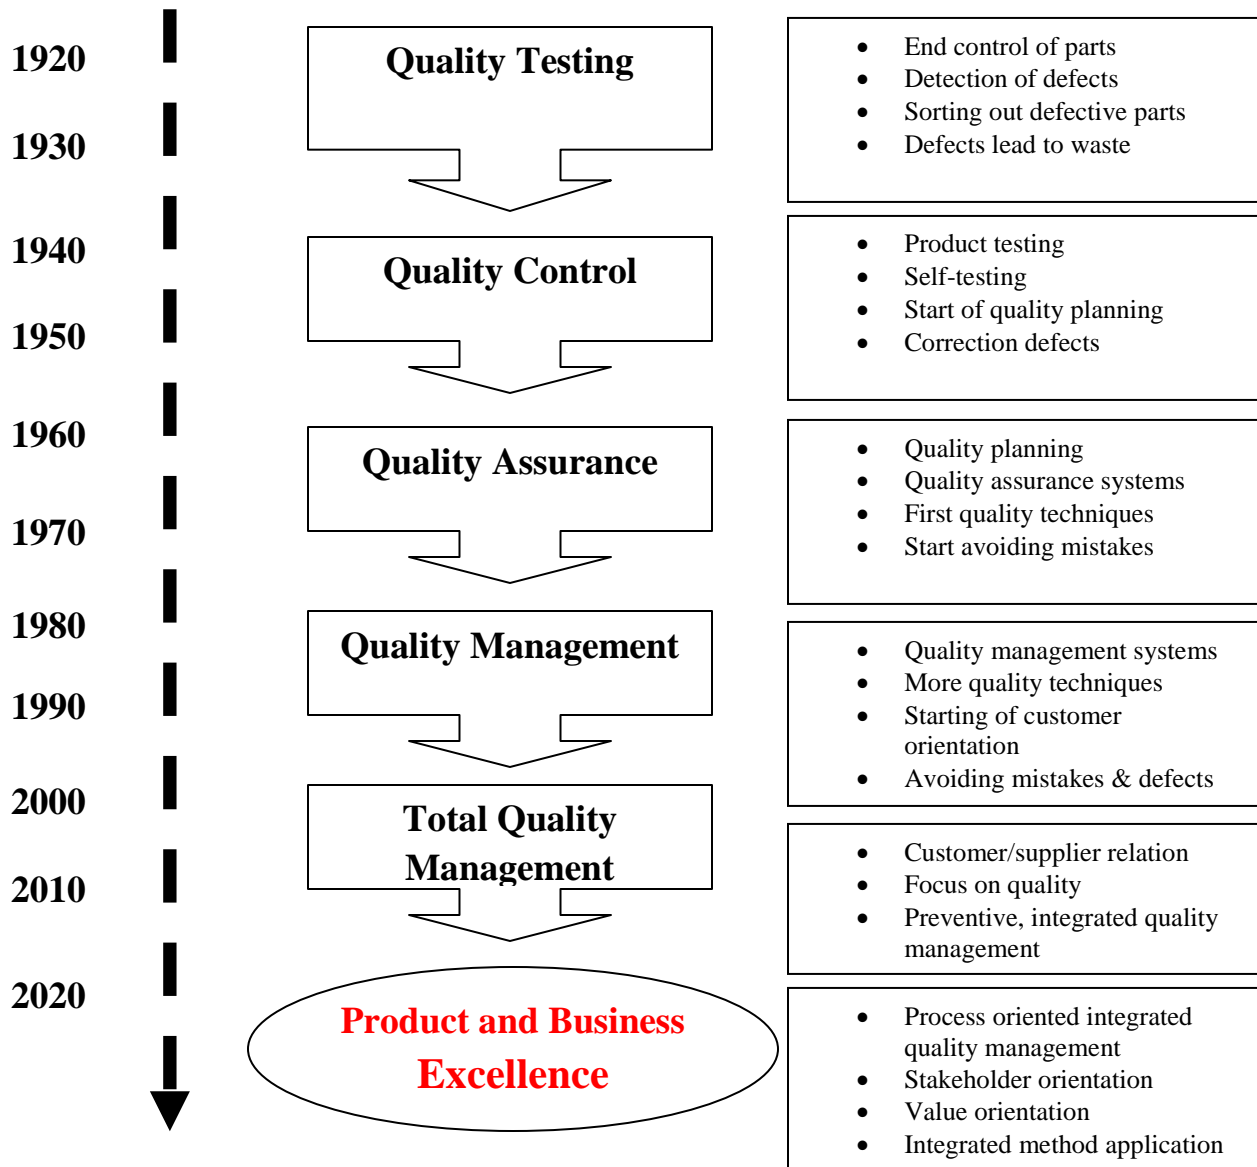 1920
Quality Testing
• End control of parts
• Detection of defects
• Sorting out defective parts
• Defects lead to waste
1930
1940
Quality Control
• Product testing
• Self-testing
• Start of quality planning
• Correction defects
1950
1960
Quality Assurance
• Quality planning
• Quality assurance systems
• First quality techniques
• Start avoiding mistakes
1970
1980
Quality Management
• Quality management systems
• More quality techniques
• Starting of customer
orientation
• Avoiding mistakes & defects
1990
2000
Total Quality
Management
• Customer/supplier relation
• Focus on quality
• Preventive, integrated quality
management
2010
2020
Product and Business
Excellence
• Process oriented integrated
quality management
• Stakeholder orientation
• Value orientation
• Integrated method application